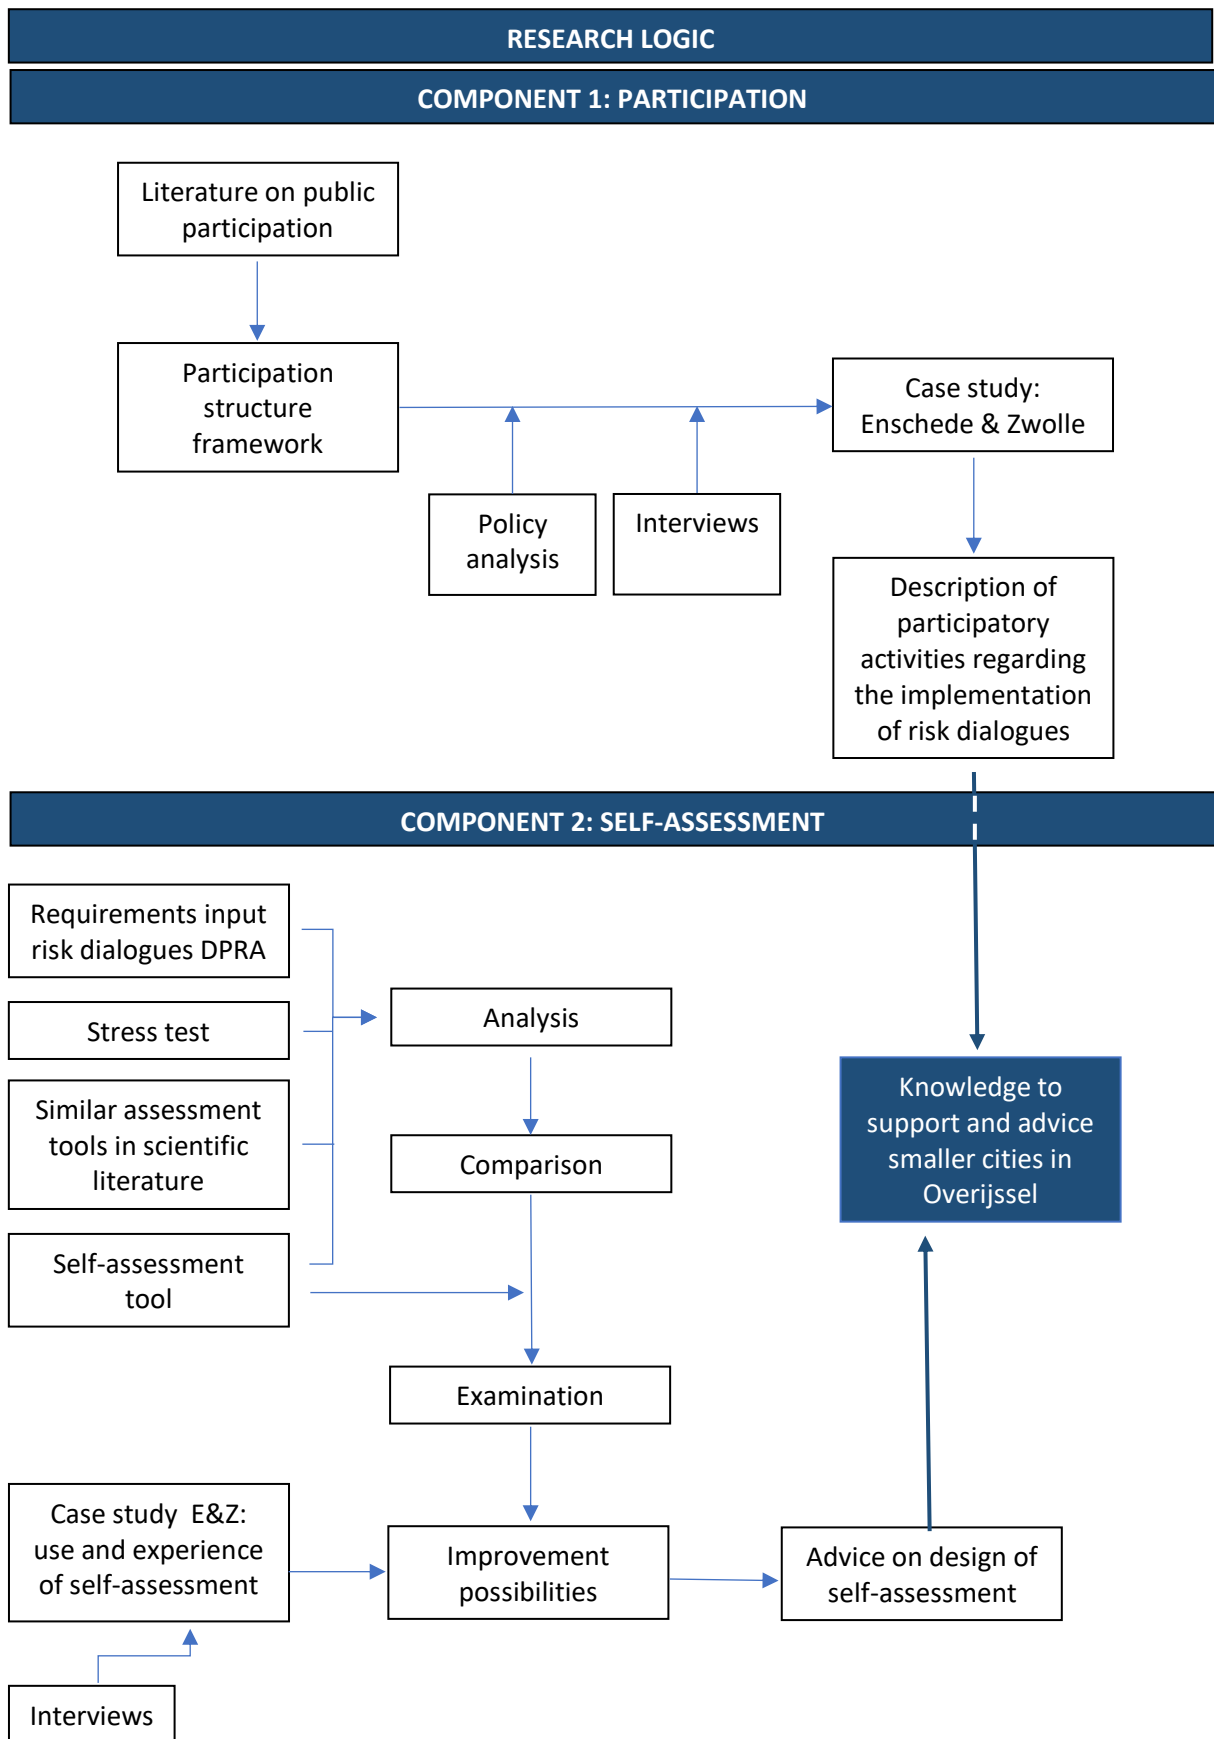 RESEARCH LOGIC
COMPONENT 1: PARTICIPATION
Literature on public
participation
Participation
structure
framework
Case study:
Enschede & Zwolle
Policy
analysis
Interviews
Description of
participatory
activities regarding
the implementation
of risk dialogues
COMPONENT 2: SELF-ASSESSMENT
Requirements input
risk dialogues DPRA
Stress test
Similar assessment
tools in scientific
literature
Self-assessment
tool
Analysis
Comparison
Examination
Knowledge to
support and advice
smaller cities in
Overijssel
Case study  E&Z:
use and experience
of self-assessment
Improvement
possibilities
Advice on design of
self-assessment
Interviews